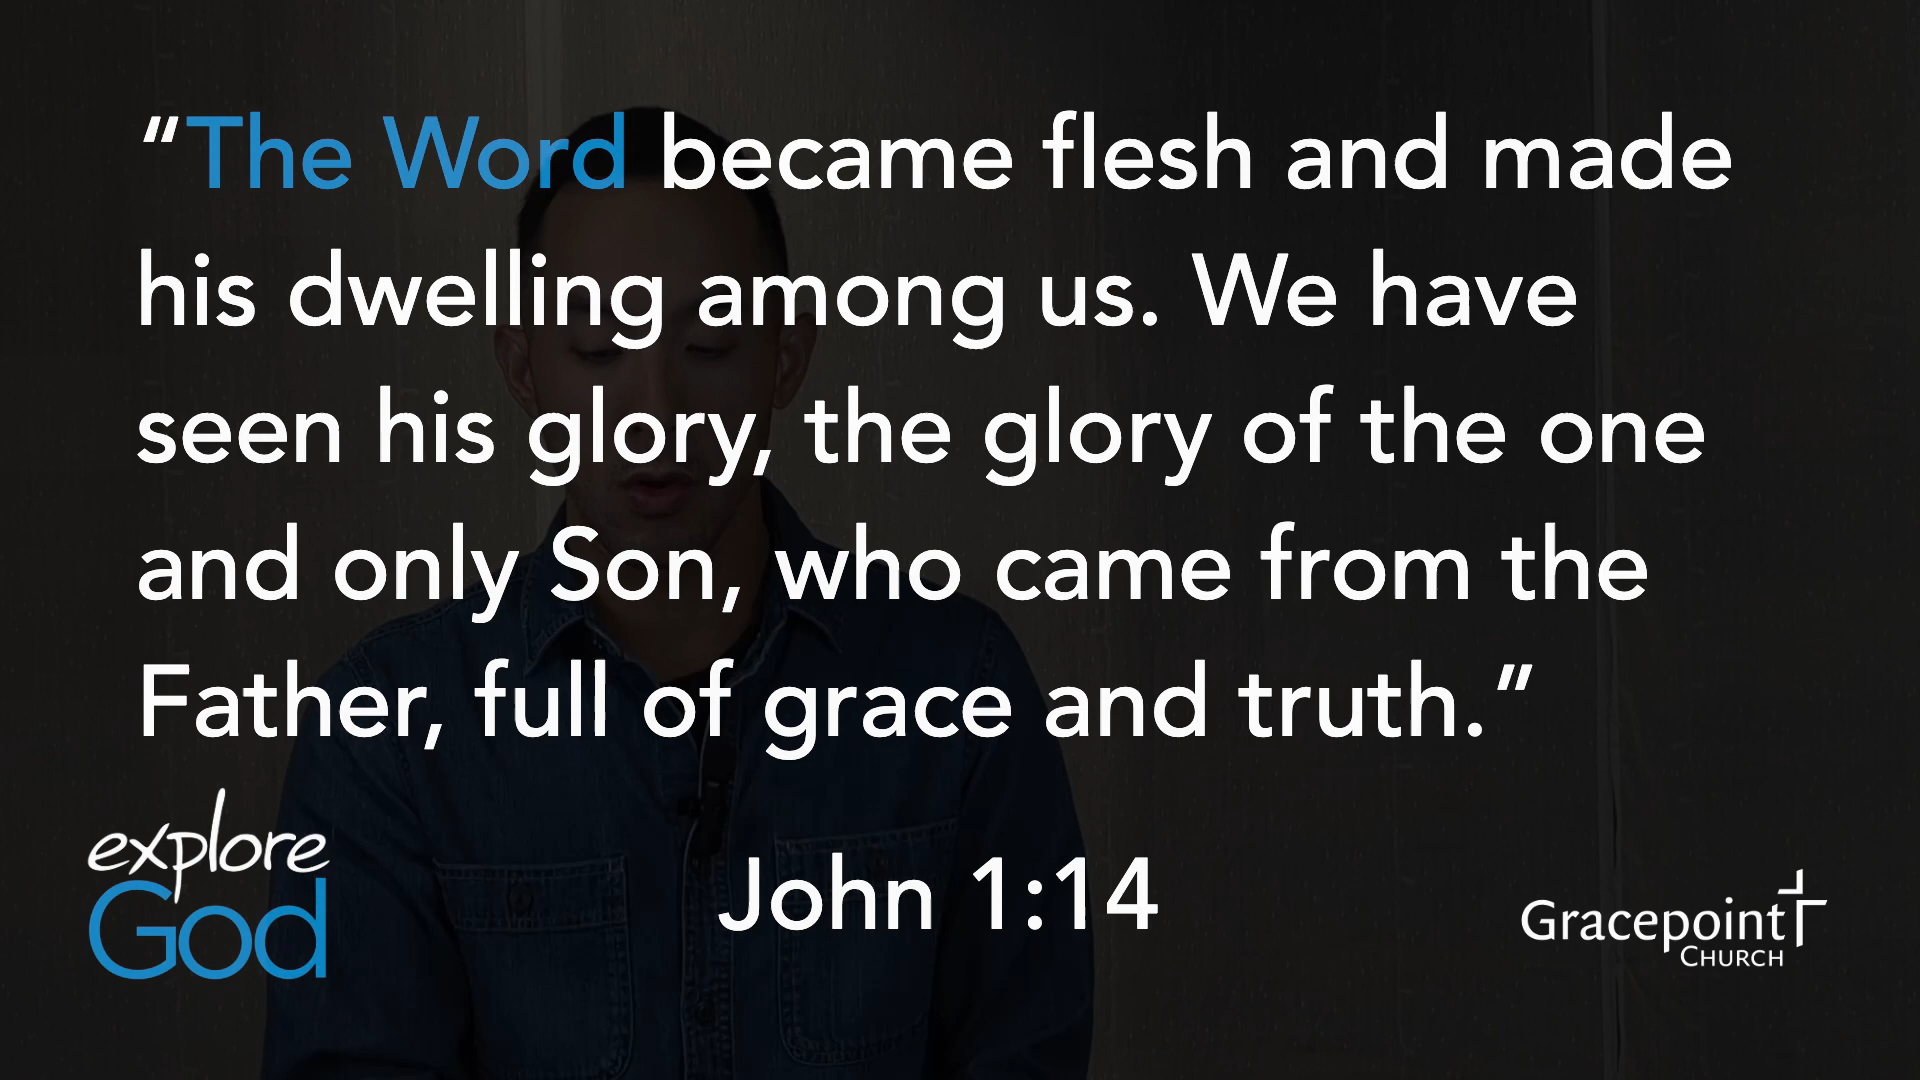 “The Word became flesh and made
his dwelling among us. We have
seen his glory, the glory of the one
and only Son, who came from the
Father, full of grace and truth.”
John 1:14
explore
God
Gracepoint
CHURCH